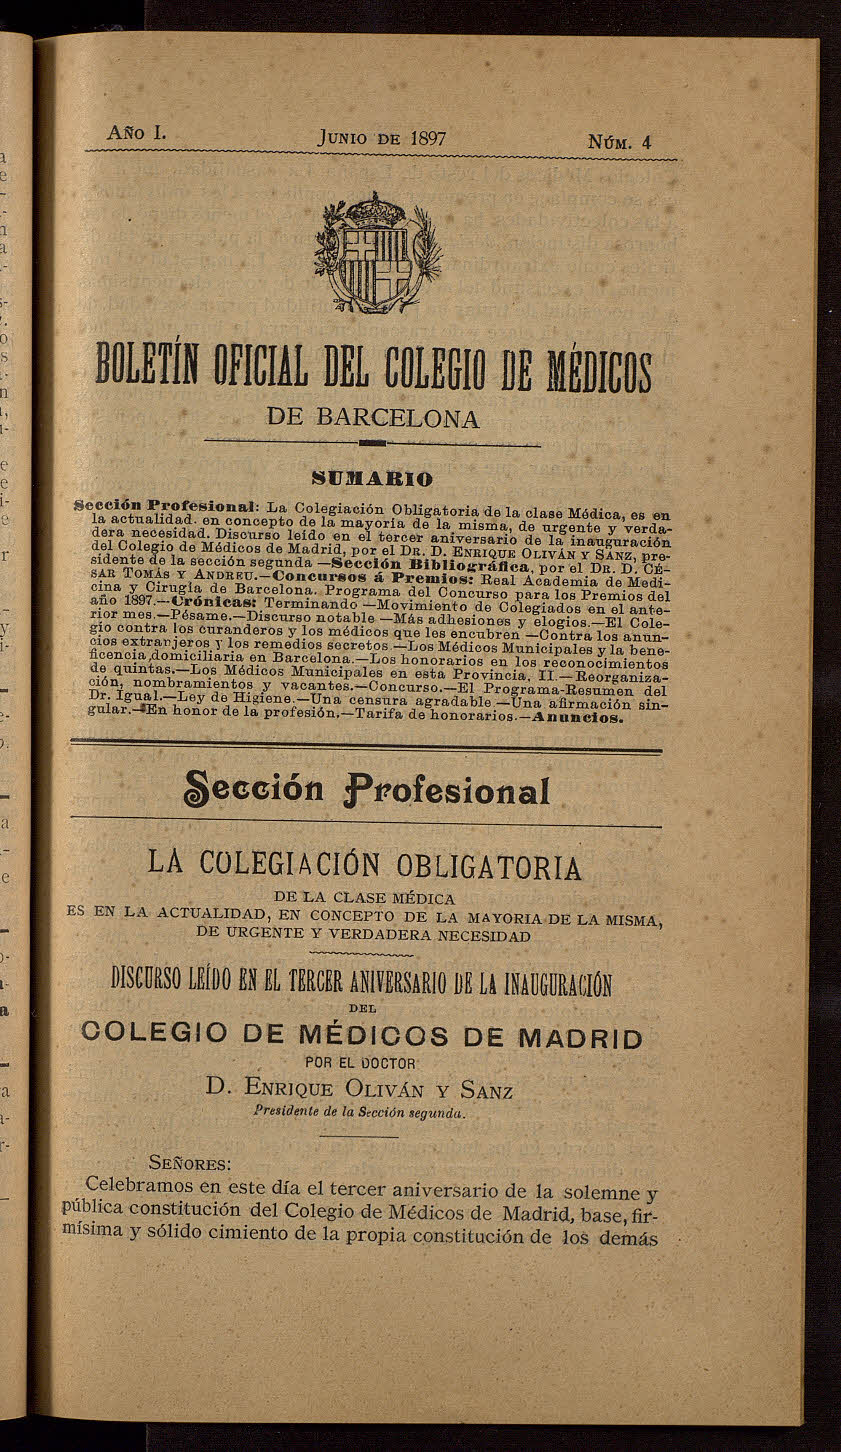 AÑO I.
JUNIO DE 1897
NÚM. 4
BOLETÍN OFICIAL DEL COLEGIO DE MÉDICOS
DE BARCELONA
SUMARIO
Sección Profesional: La Colegiación Obligatoria de la clase Médica, es en
la actualidad, en concepto de la mayoria de la misma, de urgente y verda-
dera necesidad. Discurso leído en el tercer aniversario de la inauguración
del Colegio de Médicos de Madrid, por el DR. D. ENRIQUE OLIVÁN Y SANZ, pre-
sidente de la sección segunda —Sección Bibliográfica, por el DR. D. CÉ-
SAR TOMÁS Y ANDREU.—Concursos á Premios: Real Academia de Medi-
cina y Cirugía de Barcelona. Programa del Concurso para los Premios del
año 1897.—Crónicas: Terminando —Movimiento de Colegiados en el ante-
rior mes.—Pésame.—Discurso notable —Más adhesiones y elogios.—El Cole-
gio contra los curanderos y los médicos que les encubren —Contra los anun-
cios extranjeros y los remedios secretos.—Los Médicos Municipales y la bene-
ficencia domiciliaria en Barcelona.—Los honorarios en los reconocimientos
de quintas.—Los Médicos Municipales en esta Provincia, II.—Reorganiza-
ción, nombramientos y vacantes.—Concurso.—El Programa-Resumen del
Dr. Igual.—Ley de Higiene.—Una censura agradable.—Una afirmación sin-
gular.—En honor de la profesión.—Tarifa de honorarios.—Anuncios.
Sección Profesional
LA COLEGIACIÓN OBLIGATORIA
DE LA CLASE MÉDICA
ES EN LA ACTUALIDAD, EN CONCEPTO DE LA MAYORIA DE LA MISMA,
DE URGENTE Y VERDADERA NECESIDAD
DISCURSO LEÍDO EN EL TERCER ANIVERSARIO DE LA INAUGURACIÓN
DEL
COLEGIO DE MÉDICOS DE MADRID
POR EL DOCTOR
D. ENRIQUE OLIVÁN Y SANZ
Presidente de la Sección segunda.
SEÑORES:
Celebramos en este día el tercer aniversario de la solemne y
pública constitución del Colegio de Médicos de Madrid, base, fir-
mísima y sólido cimiento de la propia constitución de los demás